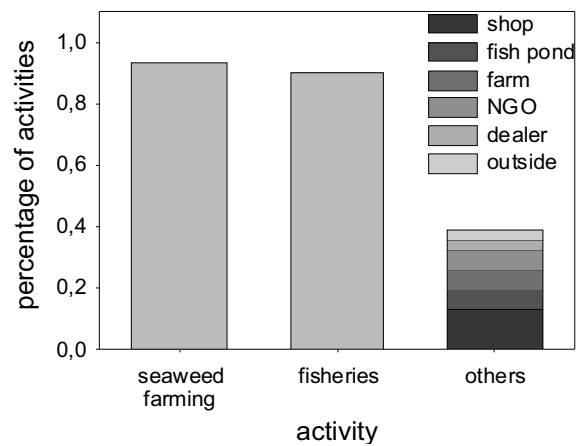 percentage of activities
1,0
0,8
0,6
0,4
0,2
0,0
shop
fish pond
farm
NGO
dealer
outside
seaweed
farming
fisheries
others
activity